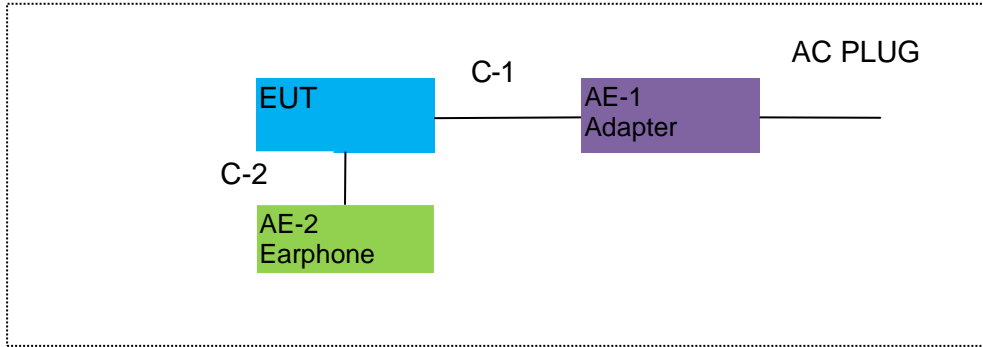 AC PLUG
C-1
EUT
AE-1
Adapter
C-2
AE-2
Earphone